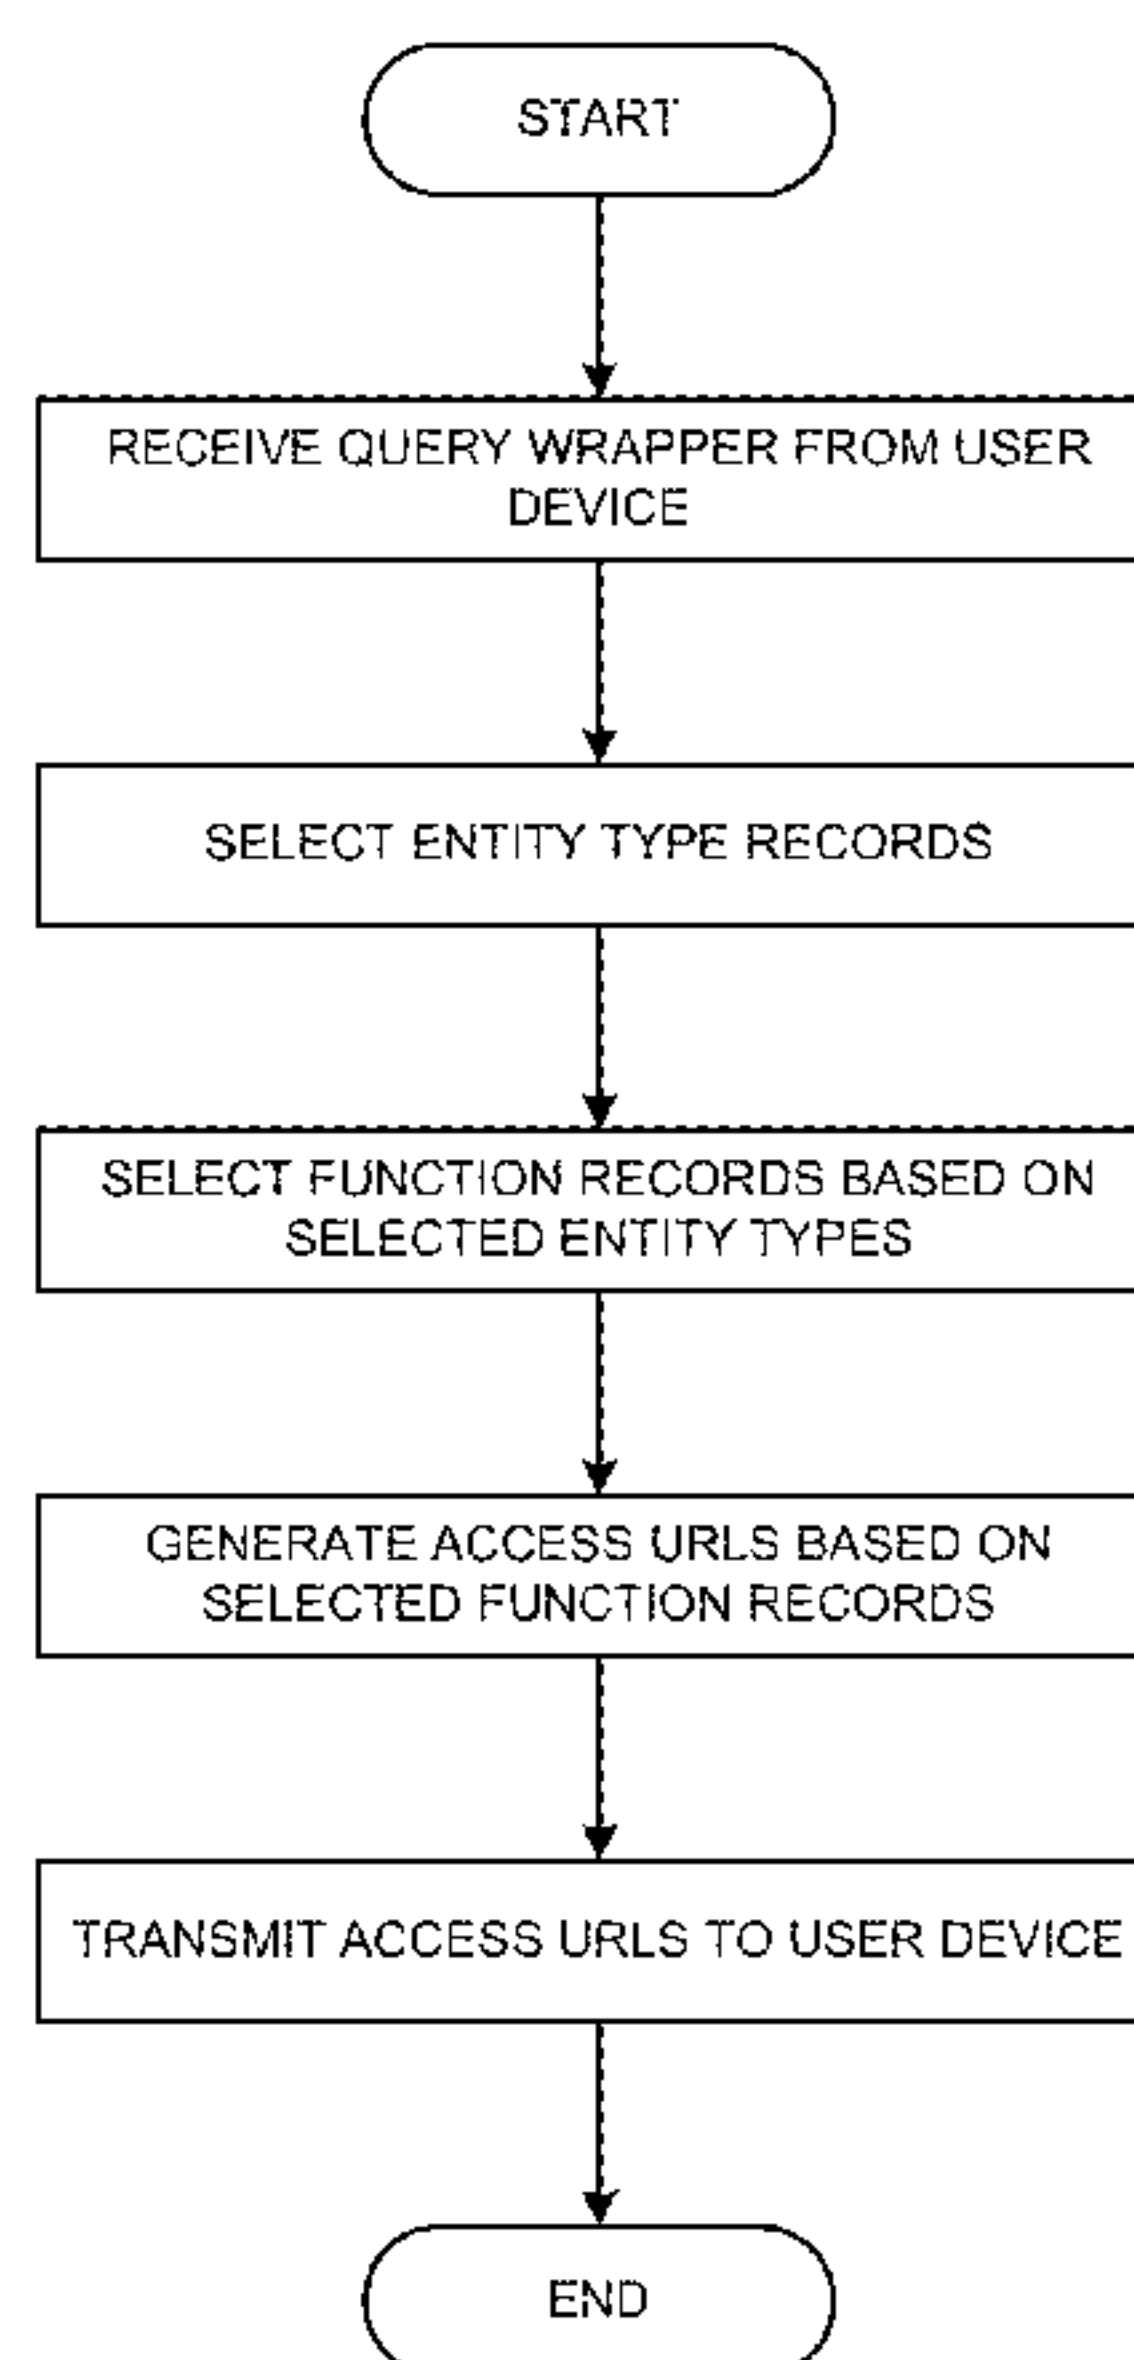 START
RECEIVE QUERY WRAPPER FROM USER
DEVICE
SELECT ENTITY TYPE RECORDS
SELECT FUNCTION RECORDS BASED ON
SELECTED ENTITY TYPES
GENERATE ACCESS URLS BASED ON
SELECTED FUNCTION RECORDS
TRANSMIT ACCESS URLS TO USER DEVICE
END